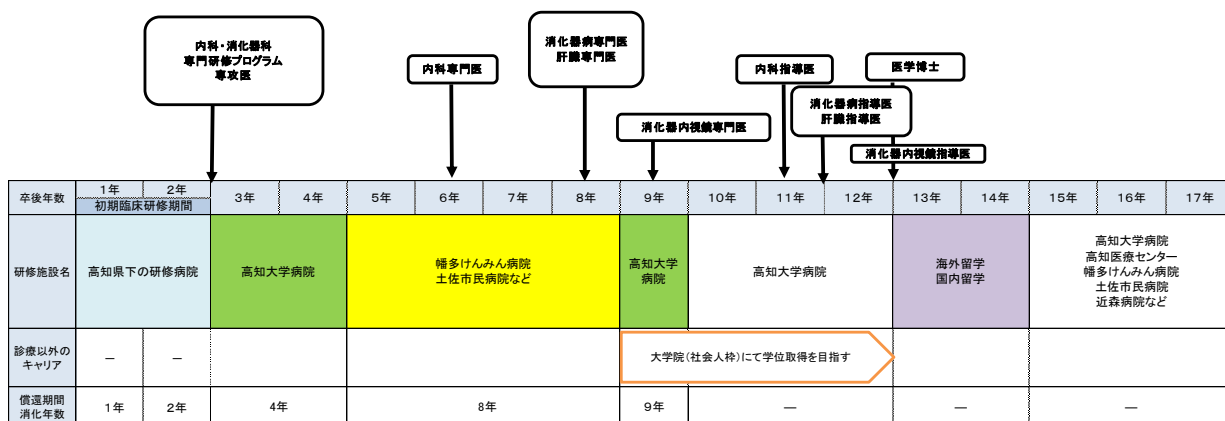 内科・消化器科
専門研修プログラム
専攻医
内科専門医
消化器病専門医
肝臓専門医
消化器内視鏡専門医
内科指導医
消化器病指導医
肝臓指導医
医学博士
消化器内視鏡指導医
卒後年数
1年
2年
初期臨床研修期間
3年
4年
5年
6年
7年
8年
9年
10年
11年
12年
13年
14年
15年
16年
17年
研修施設名
高知県下の研修病院
高知大学病院
幡多けんみん病院
土佐市民病院など
高知大学
病院
高知大学病院
海外留学
国内留学
高知大学病院
高知医療センター
幡多けんみん病院
土佐市民病院
近森病院など
診療以外の
キャリア
―
―
大学院（社会人枠）にて学位取得を目指す
償還期間
消化年数
1年
2年
4年
8年
9年
―
―
―